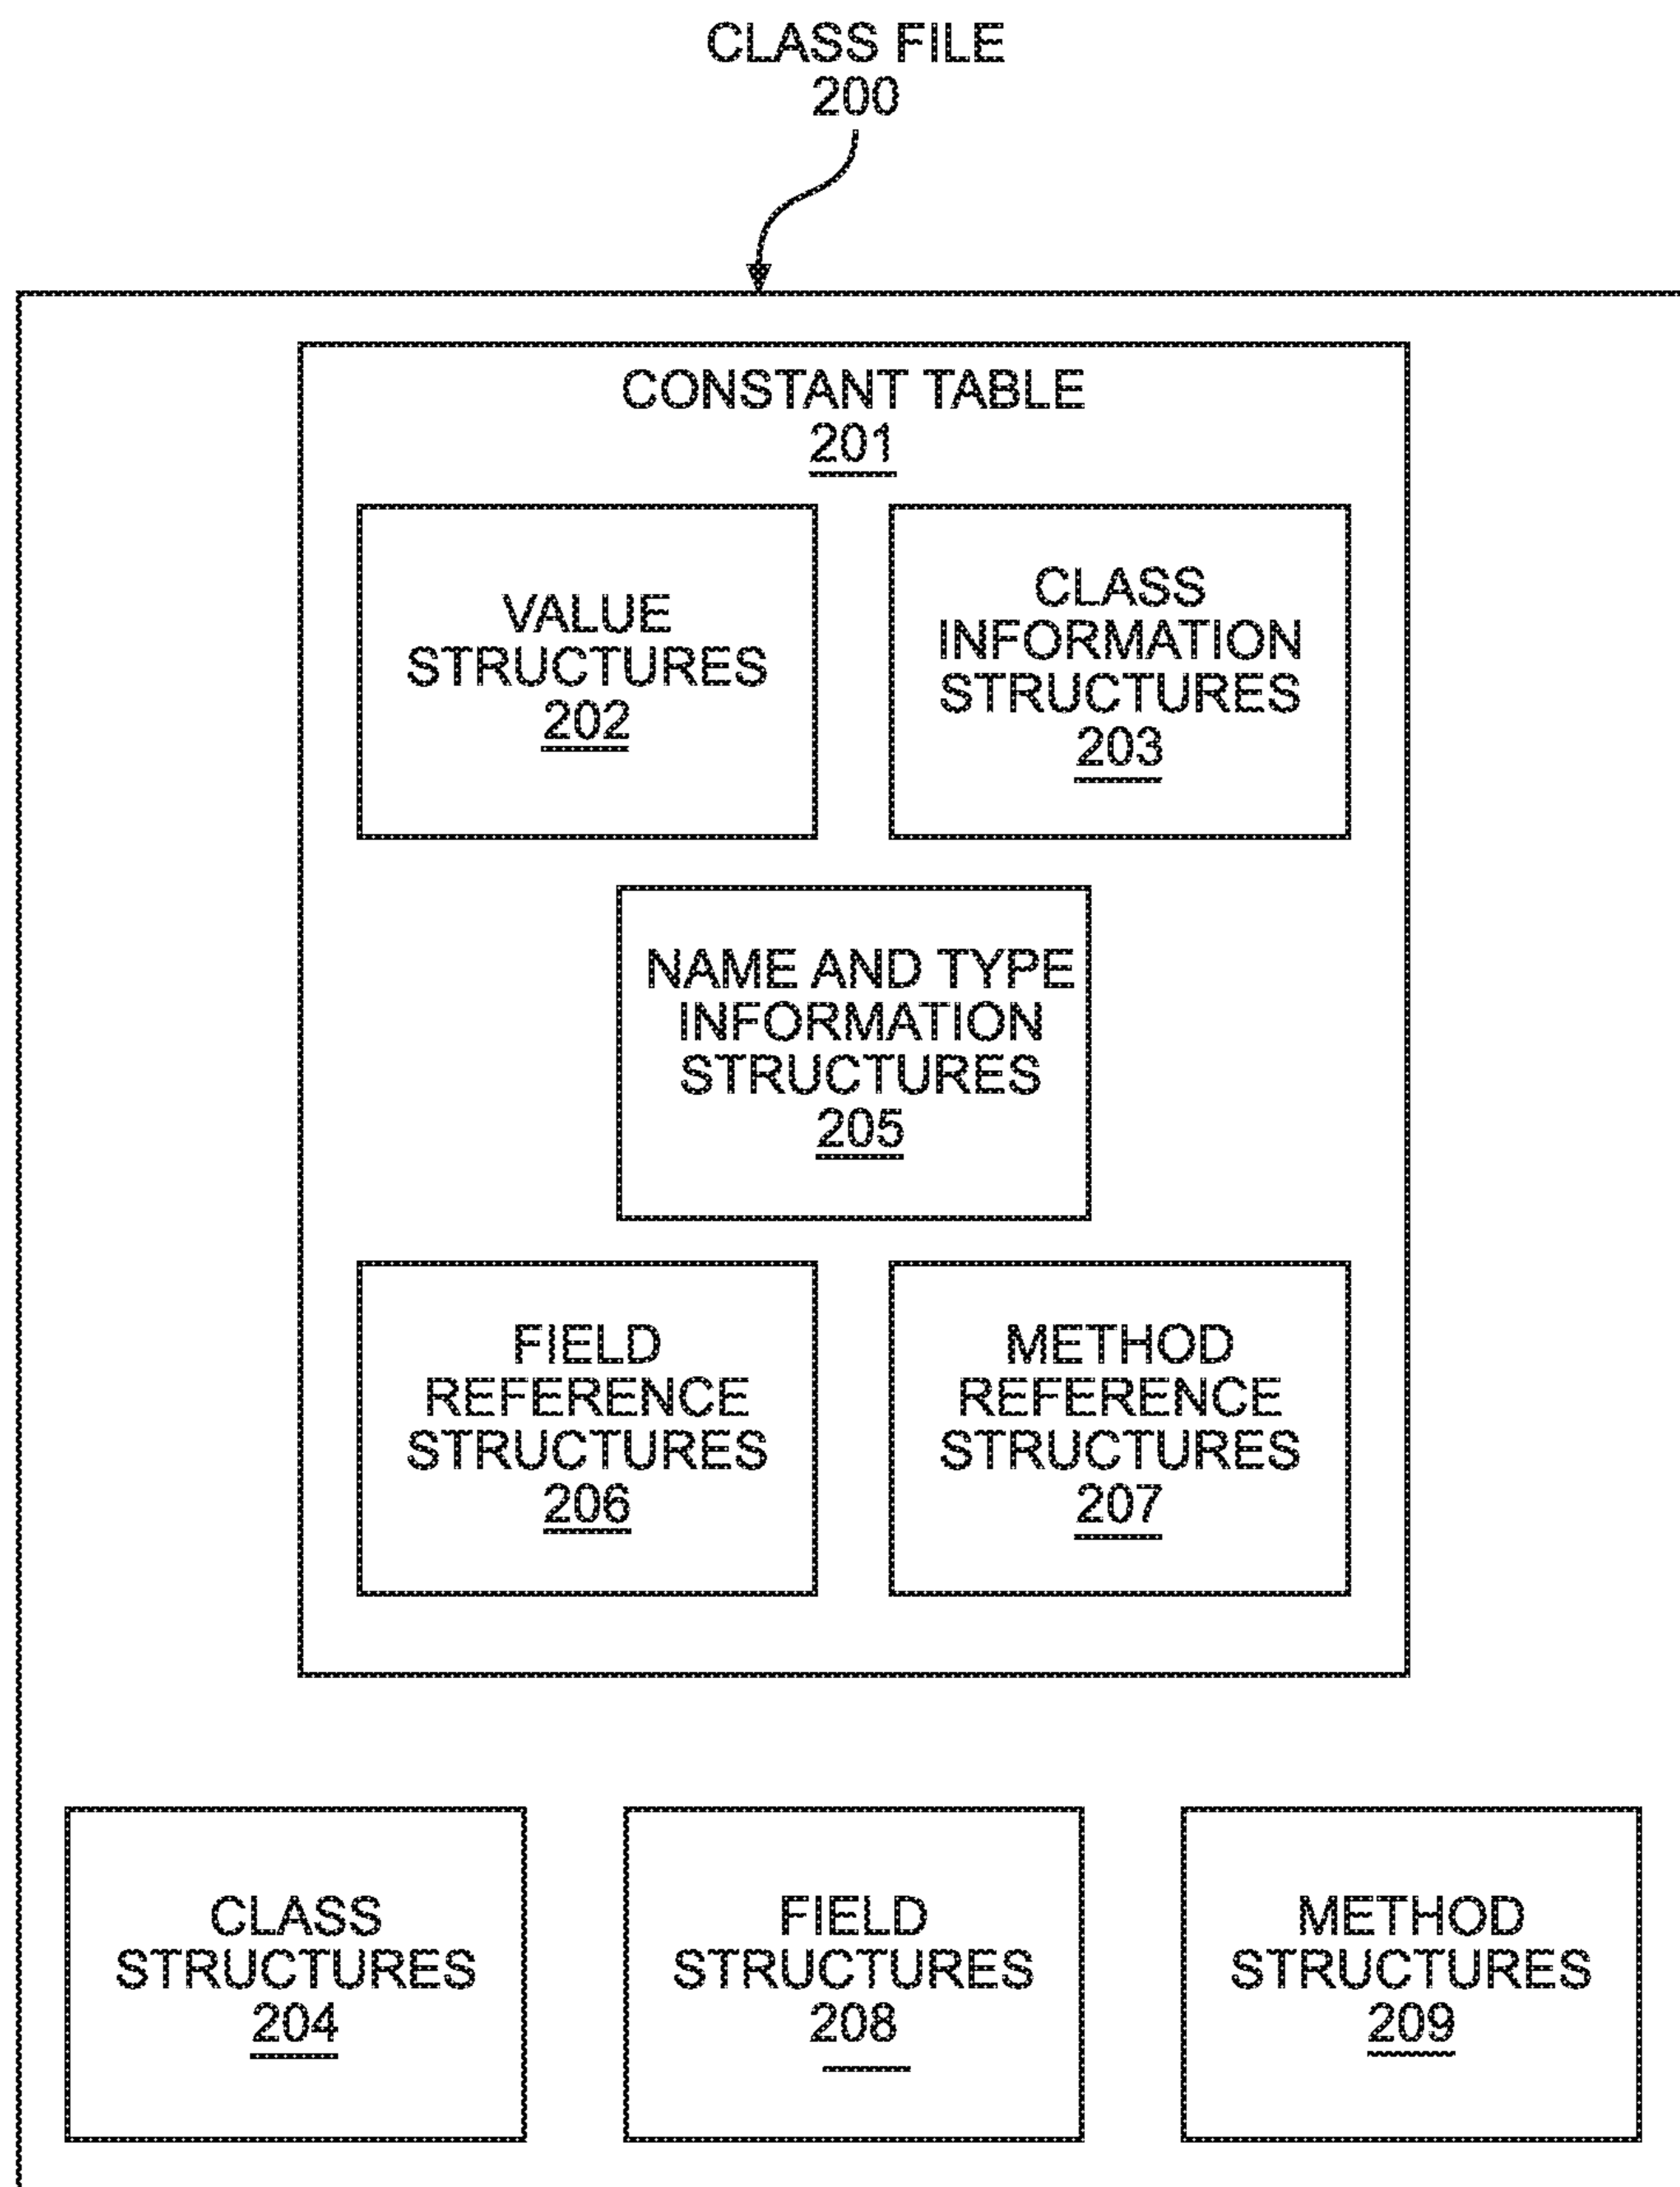 CLASS FILE
200
CONSTANT TABLE
201
VALUE
STRUCTURES
202
CLASS
INFORMATION
STRUCTURES
203
NAME AND TYPE
INFORMATION
STRUCTURES
205
FIELD
REFERENCE
STRUCTURES
206
METHOD
REFERENCE
STRUCTURES
207
CLASS
STRUCTURES
204
FIELD
STRUCTURES
208
METHOD
STRUCTURES
209